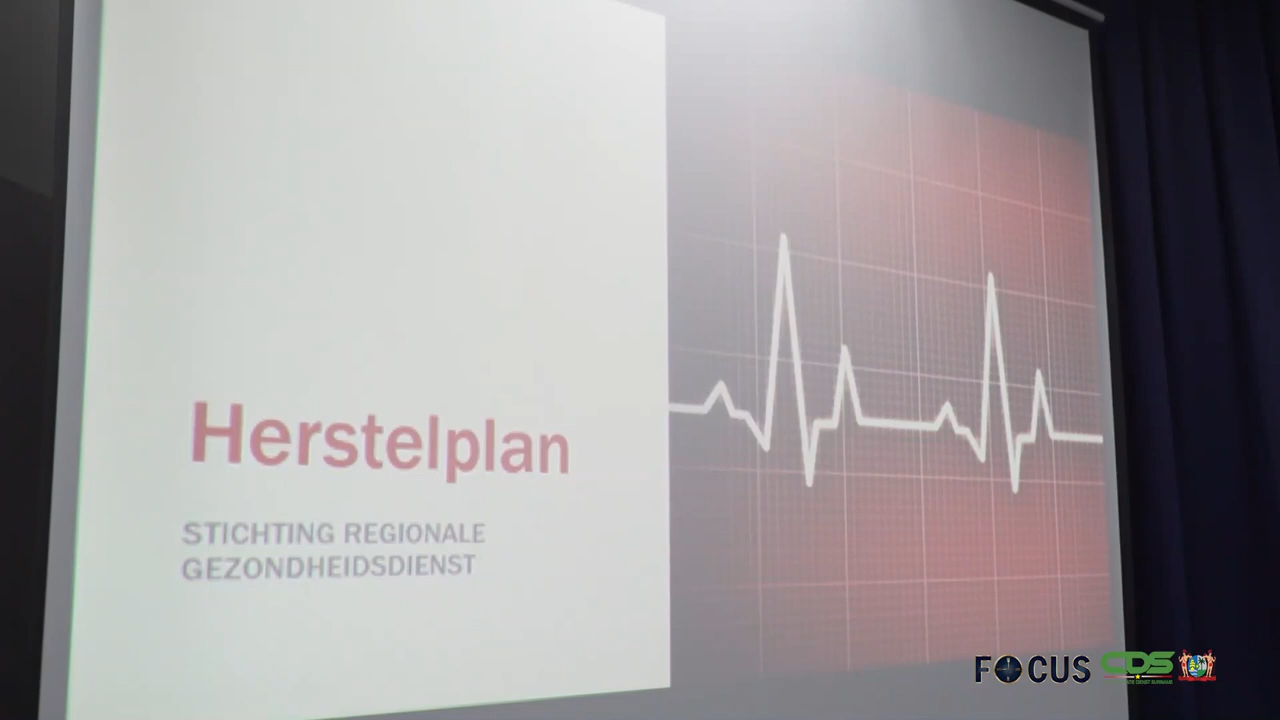 Herstelplan
STICHTING REGIONALE
GEZONDHEIDSDIENST
FOCUS
CDS